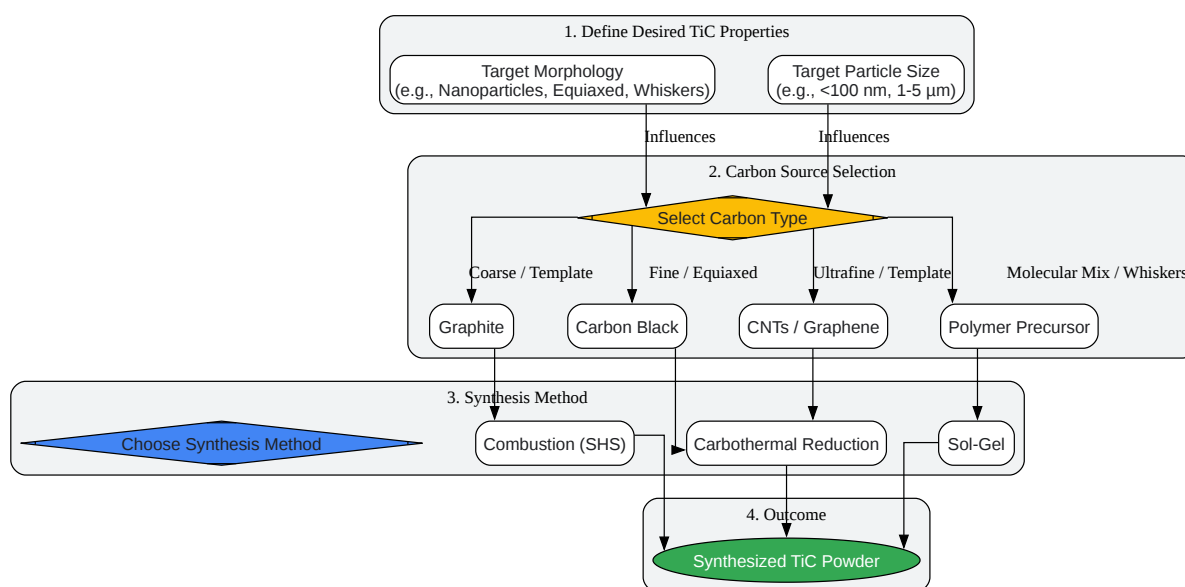 1. Define Desired TiC Properties
Target Morphology
(e.g., Nanoparticles, Equiaxed, Whiskers)
Target Particle Size
(e.g., <100 nm, 1-5 µm)
Influences
Influences
2. Carbon Source Selection
Select Carbon Type
Coarse / Template
Fine / Equiaxed
Ultrafine / Template
Molecular Mix / Whiskers
Graphite
Carbon Black
CNTs / Graphene
Polymer Precursor
3. Synthesis Method
Choose Synthesis Method
Combustion (SHS)
Carbothermal Reduction
Sol-Gel
4. Outcome
Synthesized TiC Powder